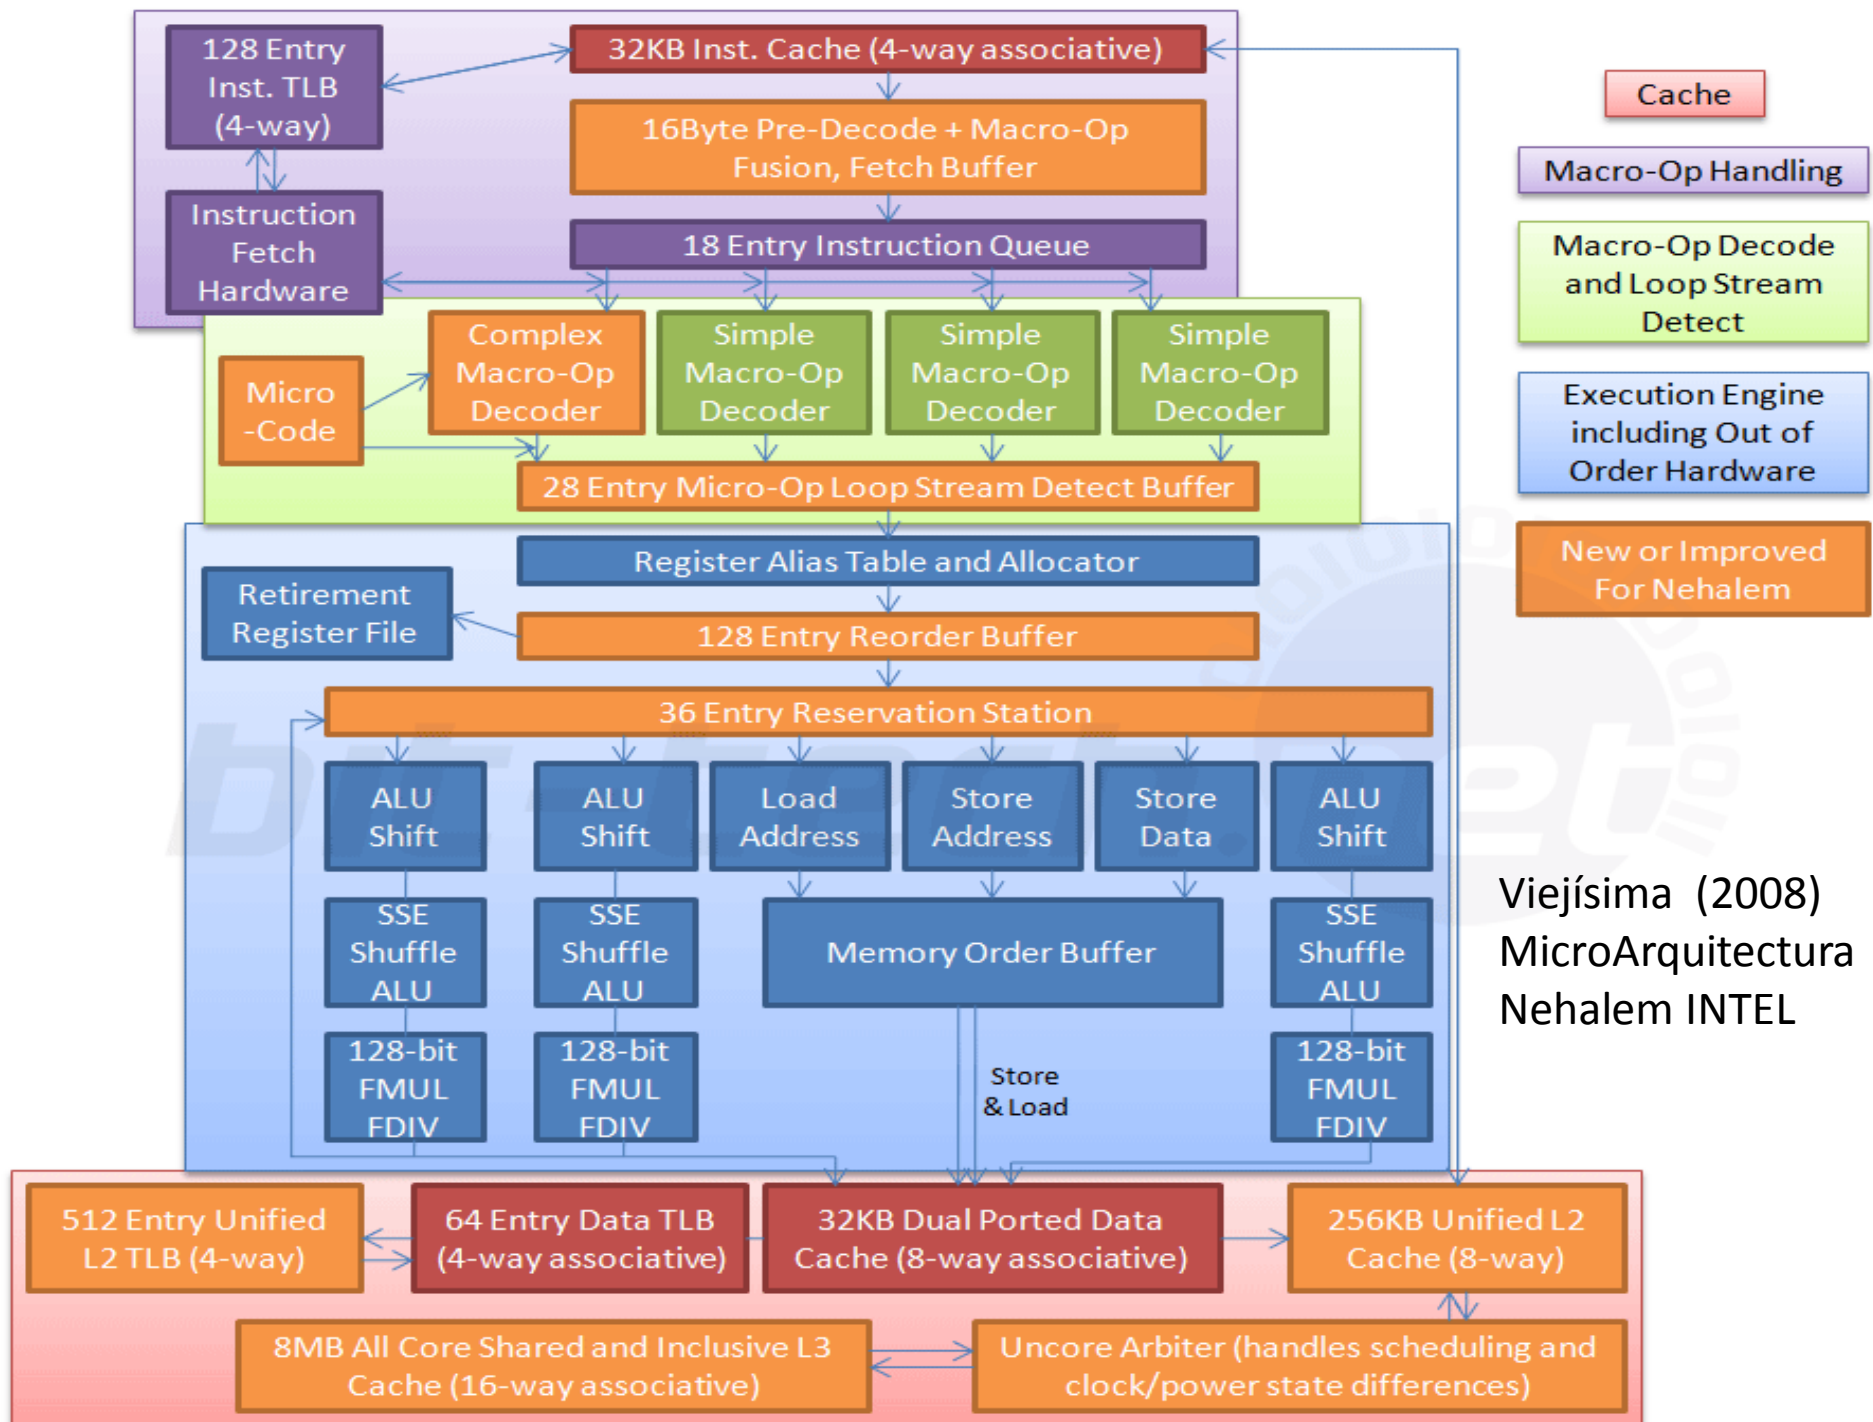 128 Entry
Inst. TLB
(4-way)
32KB Inst. Cache (4-way associative)
16Byte Pre-Decode + Macro-Op
Fusion, Fetch Buffer
Instruction
Fetch
Hardware
18 Entry Instruction Queue
Micro
-Code
Complex
Macro-Op
Decoder
Simple
Macro-Op
Decoder
Simple
Macro-Op
Decoder
Simple
Macro-Op
Decoder
28 Entry Micro-Op Loop Stream Detect Buffer
Register Alias Table and Allocator
Retirement
Register File
128 Entry Reorder Buffer
36 Entry Reservation Station
ALU
Shift
ALU
Shift
Load
Address
Store
Address
Store
Data
ALU
Shift
SSE
Shuffle
ALU
SSE
Shuffle
ALU
Memory Order Buffer
SSE
Shuffle
ALU
128-bit
FMUL
FDIV
128-bit
FMUL
FDIV
Store
& Load
128-bit
FMUL
FDIV
512 Entry Unified
L2 TLB (4-way)
64 Entry Data TLB
(4-way associative)
32KB Dual Ported Data
Cache (8-way associative)
256KB Unified L2
Cache (8-way)
8MB All Core Shared and Inclusive L3
Cache (16-way associative)
Uncore Arbiter (handles scheduling and
clock/power state differences)
Cache
Macro-Op Handling
Macro-Op Decode
and Loop Stream
Detect
Execution Engine
including Out of
Order Hardware
New or Improved
For Nehalem
Viejísima (2008)
MicroArquitectura
Nehalem INTEL
bit-tech.net